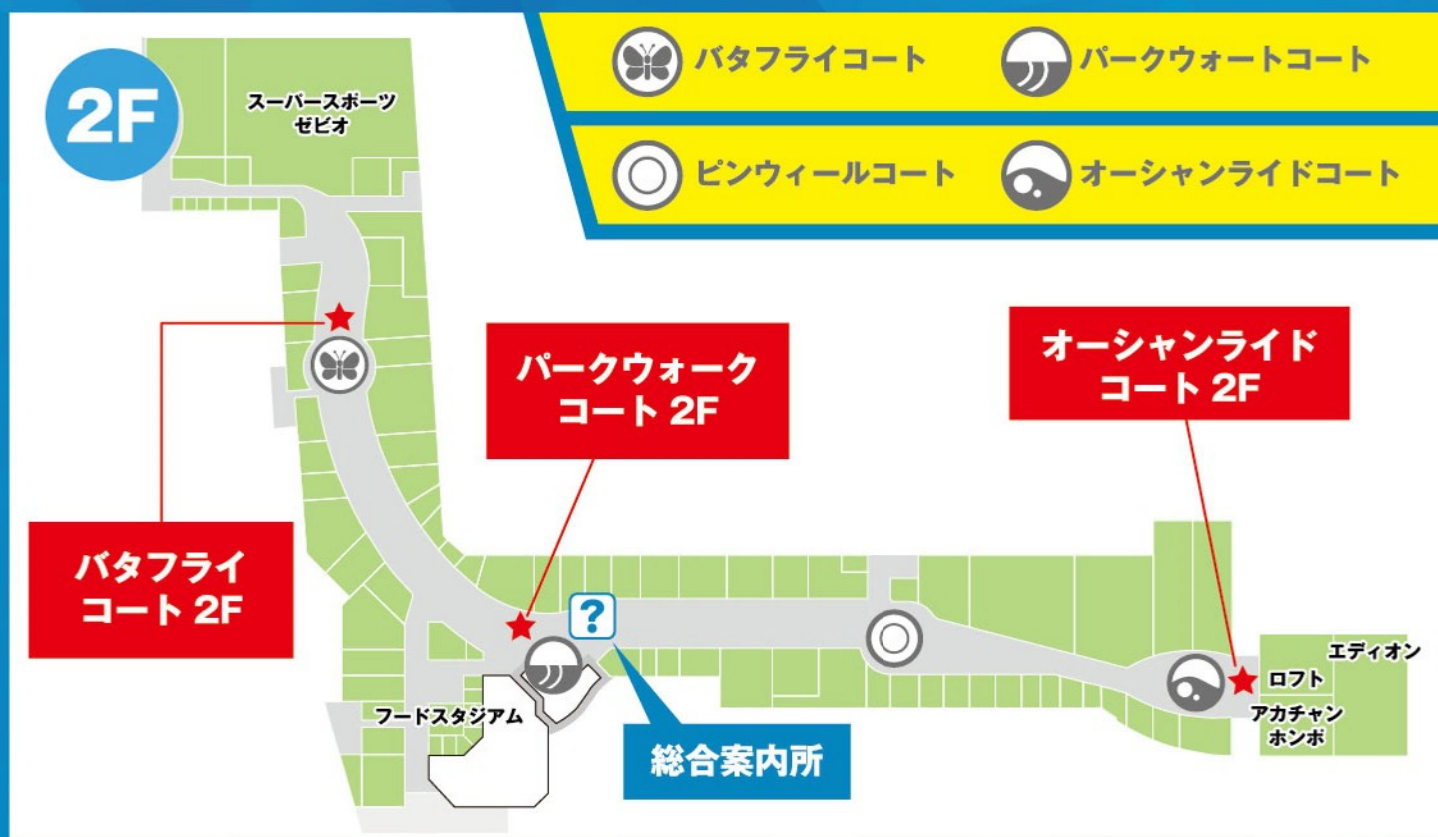 2F
スーパースポーツ
ゼビオ
バタフライコート
パークウォートコート
ピンウィールコート
オーシャンライドコート
パークウォーク
コート 2F
オーシャンライド
コート 2F
バタフライ
コート 2F
?
エディオン
ロフト
アカチャン
ホンポ
フードスタジアム
総合案内所